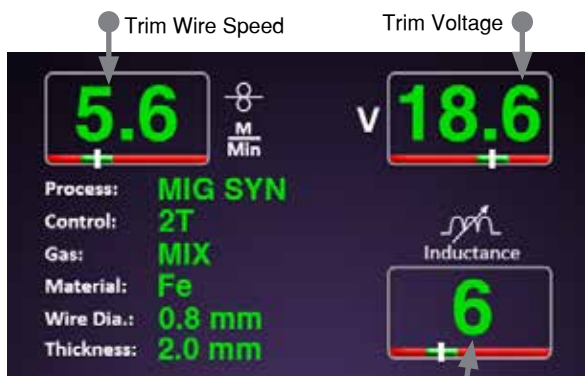 Trim Wire Speed
Trim Voltage
5.6
M
Min
V 18.6
Process: MIG SYN
Control: 2T
Gas: MIX
Material: Fe
Wire Dia.: 0.8 mm
Thickness: 2.0 mm
Inductance
6